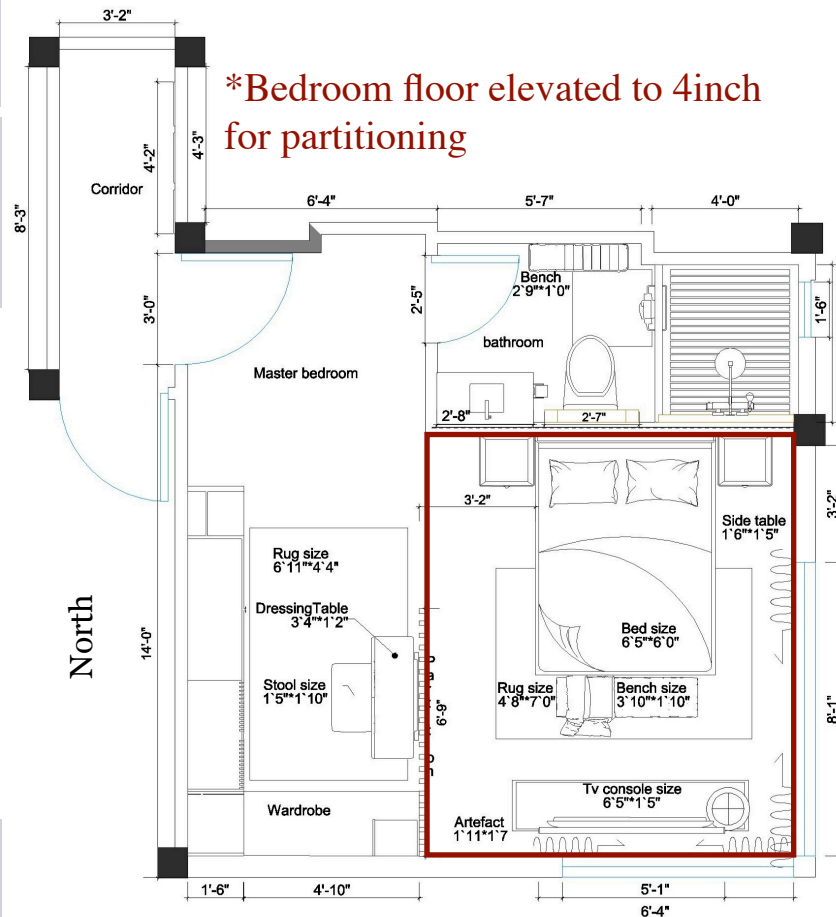 3'-2"
*Bedroom floor elevated to 4inch
for partitioning
4'-2"
4'-3"
Corridor
8'-3"
6'-4"
5'-7"
4'-0"
Bench
2`9"*1`0"
3'-0"
2'-5"
1'-6"
bathroom
Master bedroom
2'-8"
2'-7"
3'-2"
3'-2"
Side table
1`6"*1`5"
Rug size
6`11"*4`4"
DressingTable
3`4"*1`2"
North
14'-0"
Bed size
6`5"*6`0"
Stool size
1`5"*1`10"
Rug size
4`8"*7`0"
Bench size
3`10"*1`10"
6'-9"
8'-1"
Tv console size
6`5"*1`5"
Wardrobe
Artefact
1`11*1`7
1'-6"
4'-10"
5'-1"
6'-4"